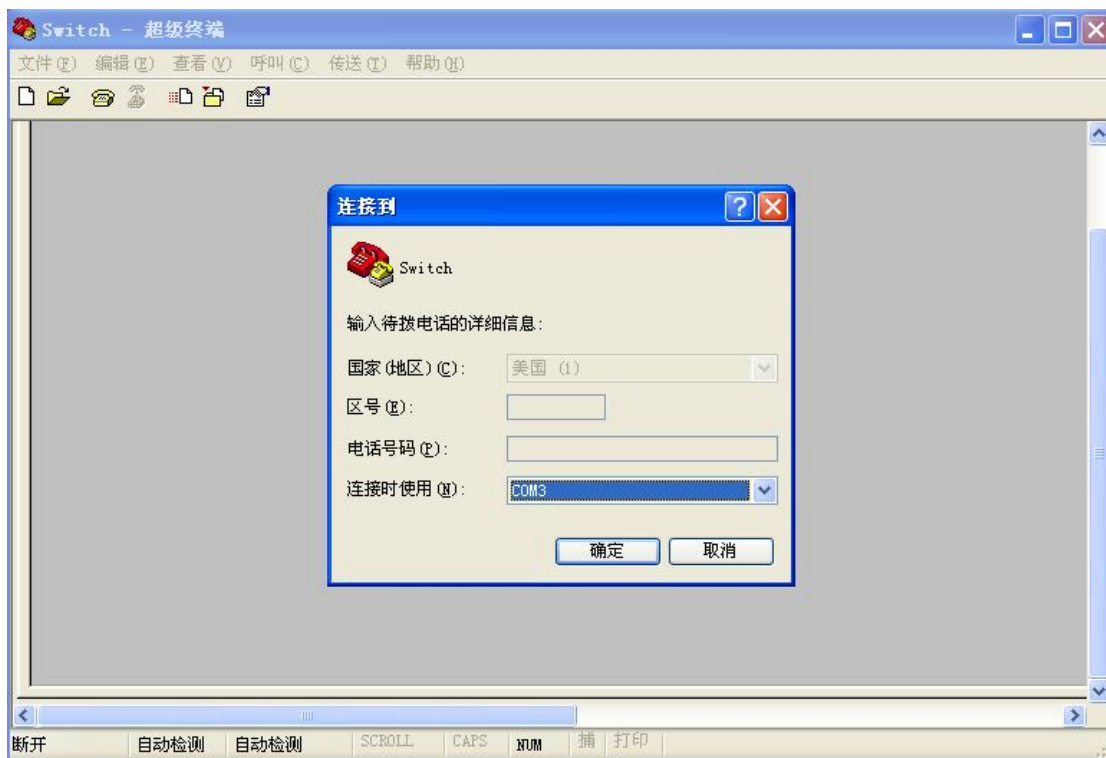 Switch - 超级终端
文件(F) 编辑(E) 查看(V) 呼叫(C) 传送(T) 帮助(H)
连接到
Switch
输入待拨电话的详细信息:
国家(地区)(C): 美国 (1)
区号(E):
电话号码(P):
连接时使用(N): COM3
确定 取消
断开 自动检测 自动检测 SCROLL CAPS NUM 捕 打印